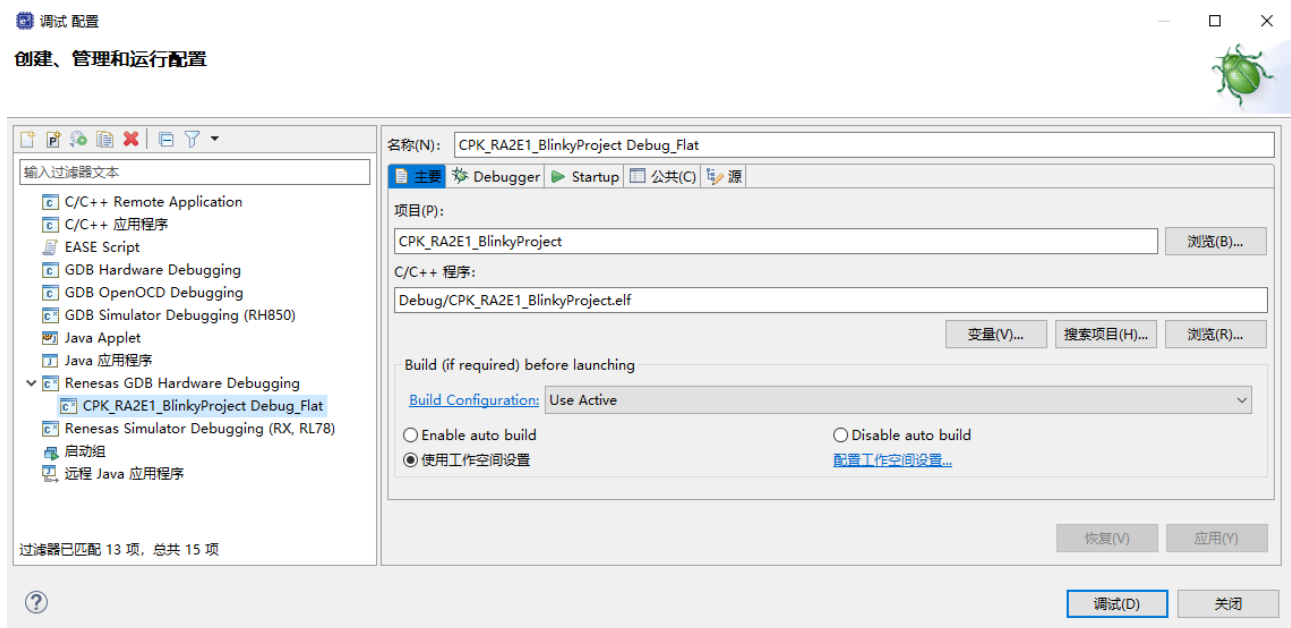 调试 配置
创建、管理和运行配置
输入过滤器文本
C/C++ Remote Application
C/C++ 应用程序
EASE Script
GDB Hardware Debugging
GDB OpenOCD Debugging
GDB Simulator Debugging (RH850)
Java Applet
Java 应用程序
Renesas GDB Hardware Debugging
CPK_RA2E1_BlinkyProject Debug_Flat
Renesas Simulator Debugging (RX, RL78)
启动组
远程 Java 应用程序
过滤器已匹配 13 项，总共 15 项
名称(N): CPK_RA2E1_BlinkyProject Debug_Flat
主要 Debugger Startup 公共(C) 源
项目(P):
CPK_RA2E1_BlinkyProject 浏览(B)...
C/C++ 程序:
Debug/CPK_RA2E1_BlinkyProject.elf
变量(V)... 搜索项目(H)... 浏览(R)...
Build (if required) before launching
Build Configuration: Use Active
Enable auto build Disable auto build
使用工作空间设置 配置工作空间设置...
恢复(V) 应用(Y)
调试(D) 关闭